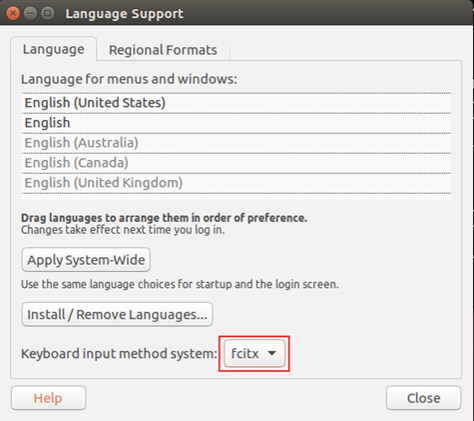 Language Support
Language Regional Formats
Language for menus and windows:
English (United States)
English
English (Australia)
English (Canada)
English (United Kingdom)
Drag languages to arrange them in order of preference.
Changes take effect next time you log in.
Apply System-Wide
Use the same language choices for startup and the login screen.
Install / Remove Languages...
Keyboard input method system: fcitx
Help Close